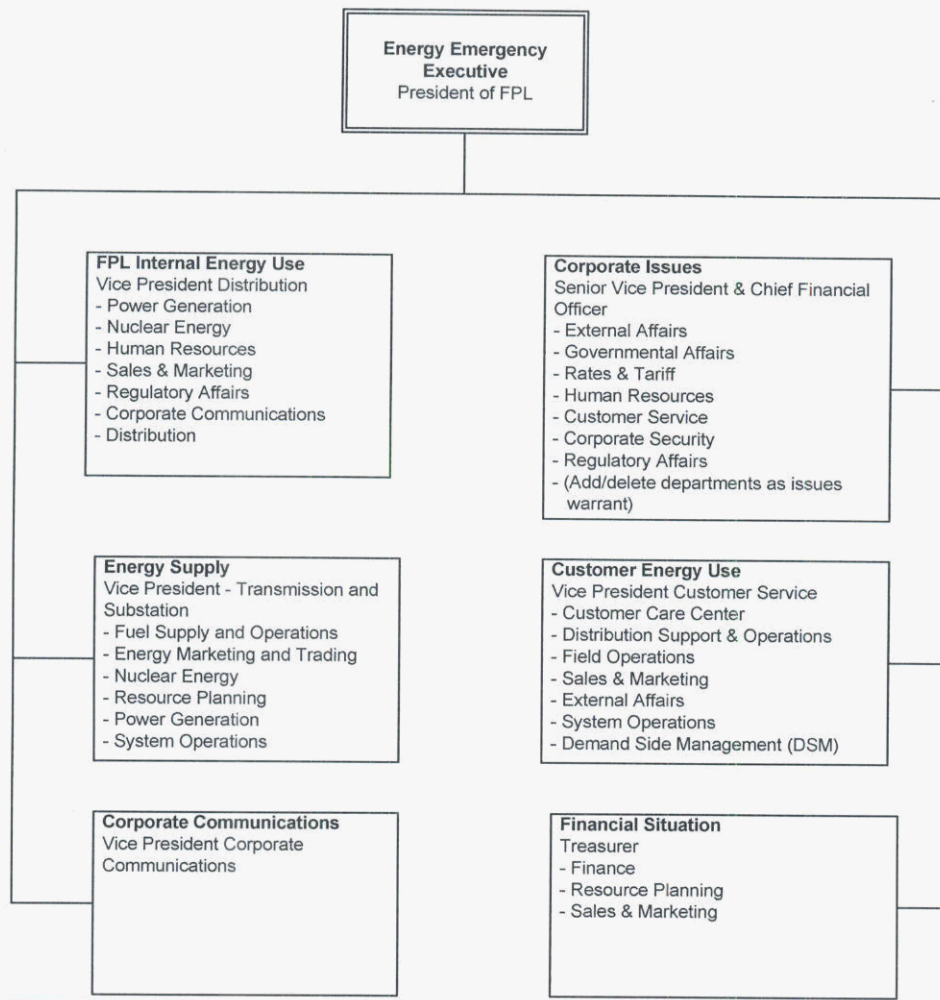 Energy Emergency
Executive
President of FPL
FPL Internal Energy Use
Vice President Distribution
- Power Generation
- Nuclear Energy
- Human Resources
- Sales & Marketing
- Regulatory Affairs
- Corporate Communications
- Distribution
Corporate Issues
Senior Vice President & Chief Financial
Officer
- External Affairs
- Governmental Affairs
- Rates & Tariff
- Human Resources
- Customer Service
- Corporate Security
- Regulatory Affairs
- (Add/delete departments as issues
warrant)
Energy Supply
Vice President - Transmission and
Substation
- Fuel Supply and Operations
- Energy Marketing and Trading
- Nuclear Energy
- Resource Planning
- Power Generation
- System Operations
Customer Energy Use
Vice President Customer Service
- Customer Care Center
- Distribution Support & Operations
- Field Operations
- Sales & Marketing
- External Affairs
- System Operations
- Demand Side Management (DSM)
Corporate Communications
Vice President Corporate
Communications
Financial Situation
Treasurer
- Finance
- Resource Planning
- Sales & Marketing